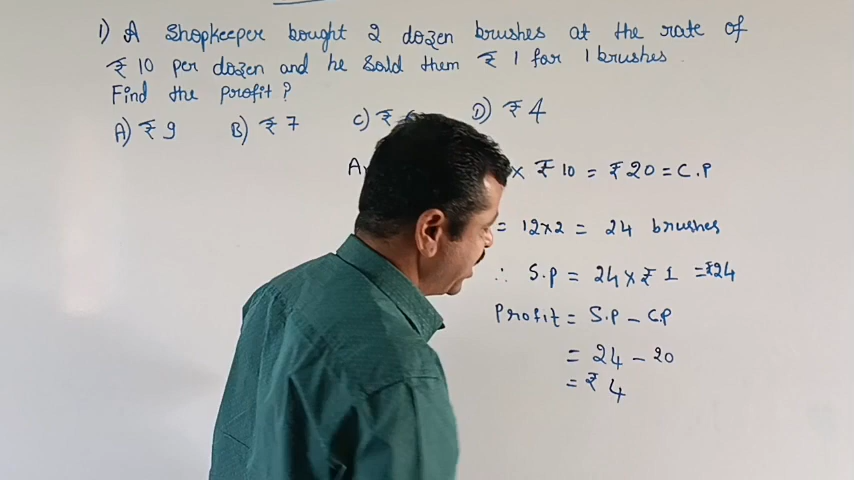 1) A Shopkeeper bought 2 dozen brushes at the rate of
₹ 10 per dozen and he Sold them ₹ 1 for 1 brushes
Find the profit?
A) ₹ 9 B) ₹ 7 C) ₹ D) ₹ 4
× ₹ 10 = ₹ 20 = C.P
= 12×2 = 24 brushes
∴ S.P = 24 × ₹ 1 = ₹24
Profit = S.P – C.P
= 24 – 20
= ₹ 4